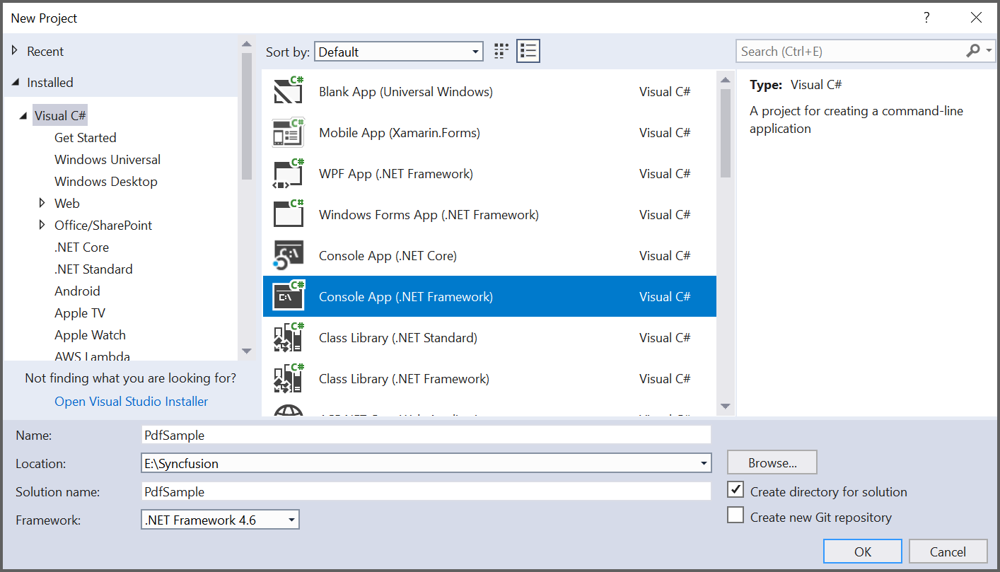 New Project
?
Recent
Installed
Visual C#
Get Started
Windows Universal
Windows Desktop
Web
Office/SharePoint
.NET Core
.NET Standard
Android
Apple TV
Apple Watch
AWS Lambda
Not finding what you are looking for?
Open Visual Studio Installer
Sort by: Default
Blank App (Universal Windows) Visual C#
Mobile App (Xamarin.Forms) Visual C#
WPF App (.NET Framework) Visual C#
Windows Forms App (.NET Framework) Visual C#
Console App (.NET Core) Visual C#
Console App (.NET Framework) Visual C#
Class Library (.NET Standard) Visual C#
Class Library (.NET Framework) Visual C#
Search (Ctrl+E)
Type: Visual C#
A project for creating a command-line
application
Name: PdfSample
Location: E:\Syncfusion Browse...
Solution name: PdfSample Create directory for solution
Framework: .NET Framework 4.6 Create new Git repository
OK Cancel